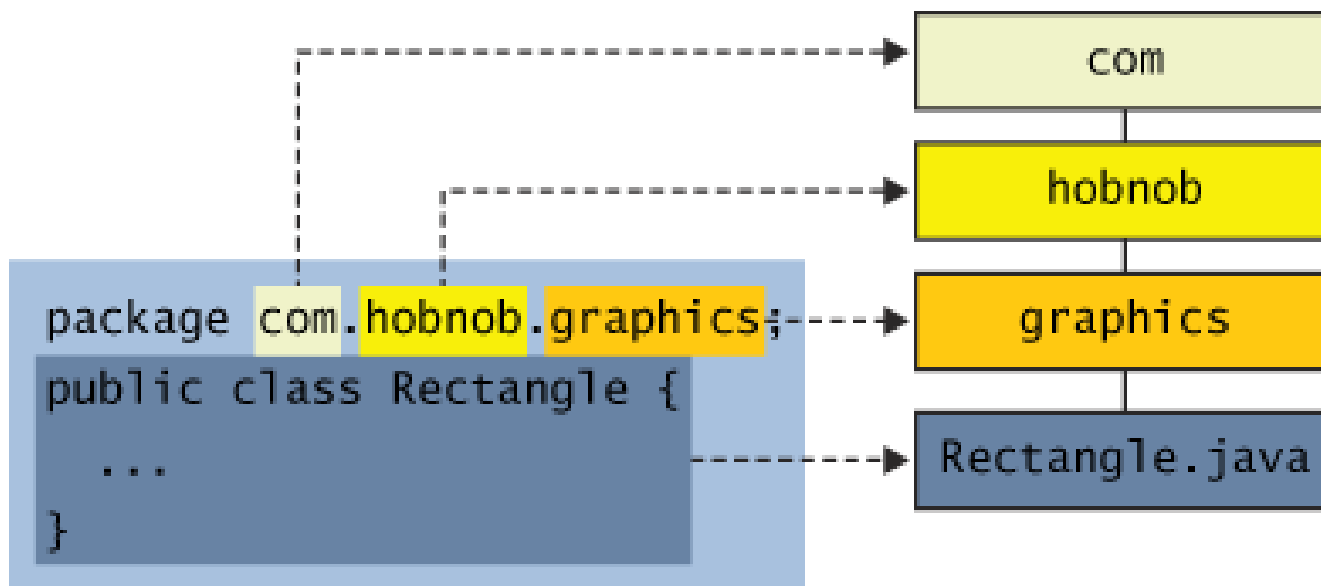 com
hobnob
package com.hobnob.graphics;
graphics
public class Rectangle {
...
Rectangle.java
}